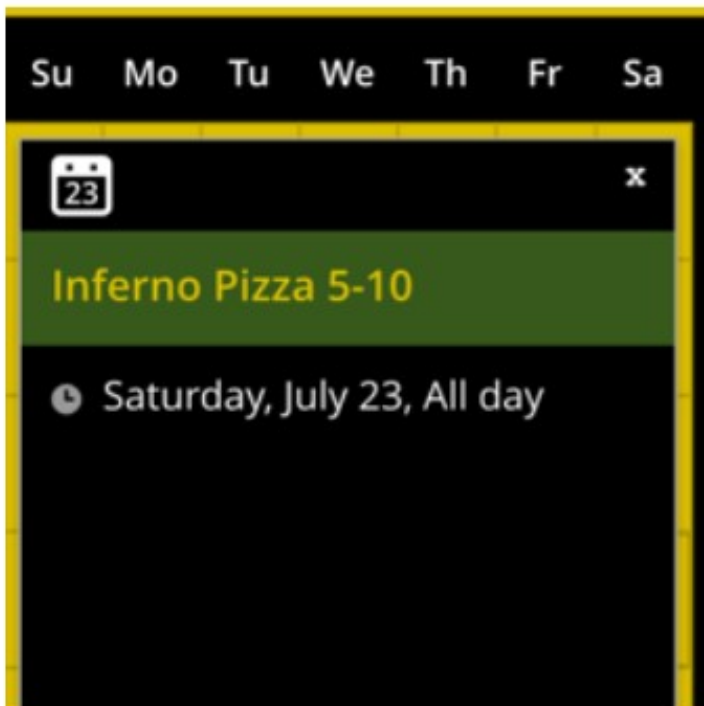 Su Mo Tu We Th Fr Sa
23
x
Inferno Pizza 5-10
Saturday, July 23, All day